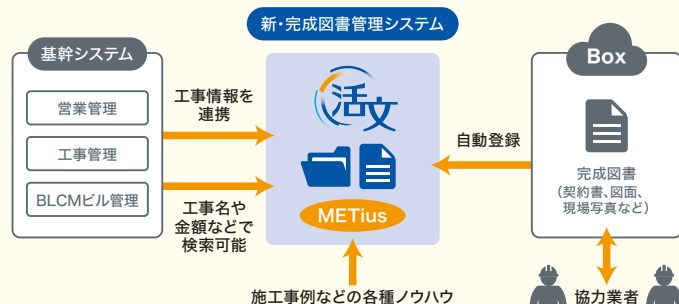 新・完成図書管理システム
基幹システム
営業管理
工事管理
BLCMビル管理
工事情報を
連携
工事名や
金額などで
検索可能
活文
METius
施工事例などの各種ノウハウ
自動登録
Box
完成図書
（契約書、図面、
現場写真など）
協力業者